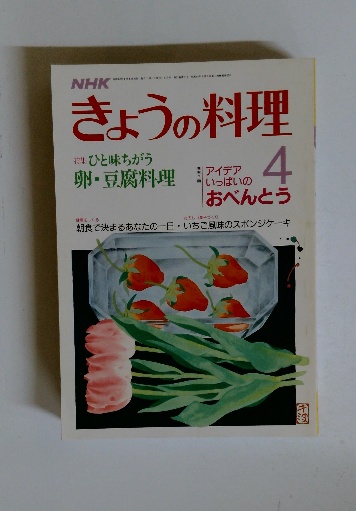 NHK
きょうの料理
特集 ひと味ちがう
卵・豆腐料理
アイデア
いっぱいの
おべんとう
4
朝食で決まるあなたの一日・いちご風味のスポンジケーキ